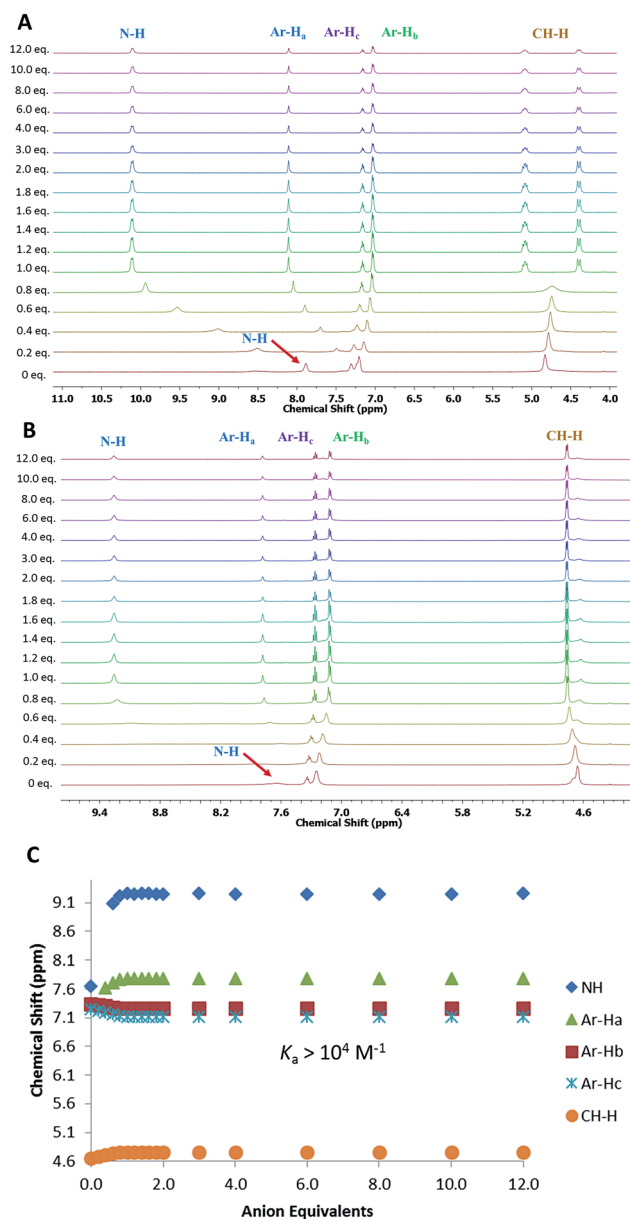 A
N-H Ar-Ha Ar-Hc Ar-Hb CH-H
12.0 eq.
10.0 eq.
8.0 eq.
6.0 eq.
4.0 eq.
3.0 eq.
2.0 eq.
1.8 eq.
1.6 eq.
1.4 eq.
1.2 eq.
1.0 eq.
0.8 eq.
0.6 eq.
0.4 eq.
N-H
0.2 eq.
0 eq.
11.0 10.5 10.0 9.5 9.0 8.5 8.0 7.5 7.0 6.5 6.0 5.5 5.0 4.5 4.0
Chemical Shift (ppm)
B
N-H Ar-Ha Ar-Hc Ar-Hb CH-H
12.0 eq.
10.0 eq.
8.0 eq.
6.0 eq.
4.0 eq.
3.0 eq.
2.0 eq.
1.8 eq.
1.6 eq.
1.4 eq.
1.2 eq.
1.0 eq.
0.8 eq.
0.6 eq.
0.4 eq.
N-H
0.2 eq.
0 eq.
9.4 8.8 8.2 7.6 7.0 6.4 5.8 5.2 4.6
Chemical Shift (ppm)
C
Chemical Shift (ppm)
9.1
8.6
8.1
7.6
7.1
6.6
6.1
5.6
5.1
4.6
Ka > 10⁴ M⁻¹
NH
Ar-Ha
Ar-Hb
Ar-Hc
CH-H
0.0 2.0 4.0 6.0 8.0 10.0 12.0
Anion Equivalents